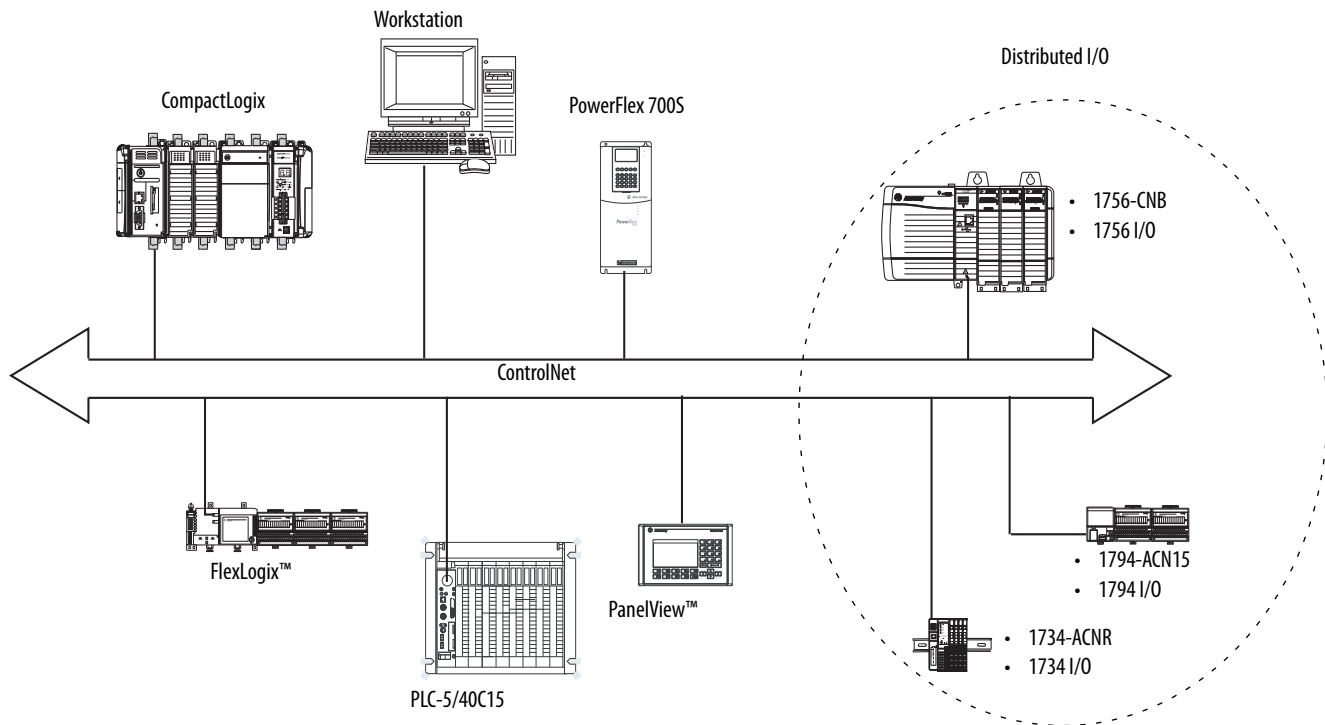 Workstation
Distributed I/O
CompactLogix
PowerFlex 700S
• 1756-CNB
• 1756 I/O
PowerFlex
ControlNet
FlexLogix™
PanelView™
PLC-5/40C15
• 1794-ACN15
• 1794 I/O
• 1734-ACNR
• 1734 I/O